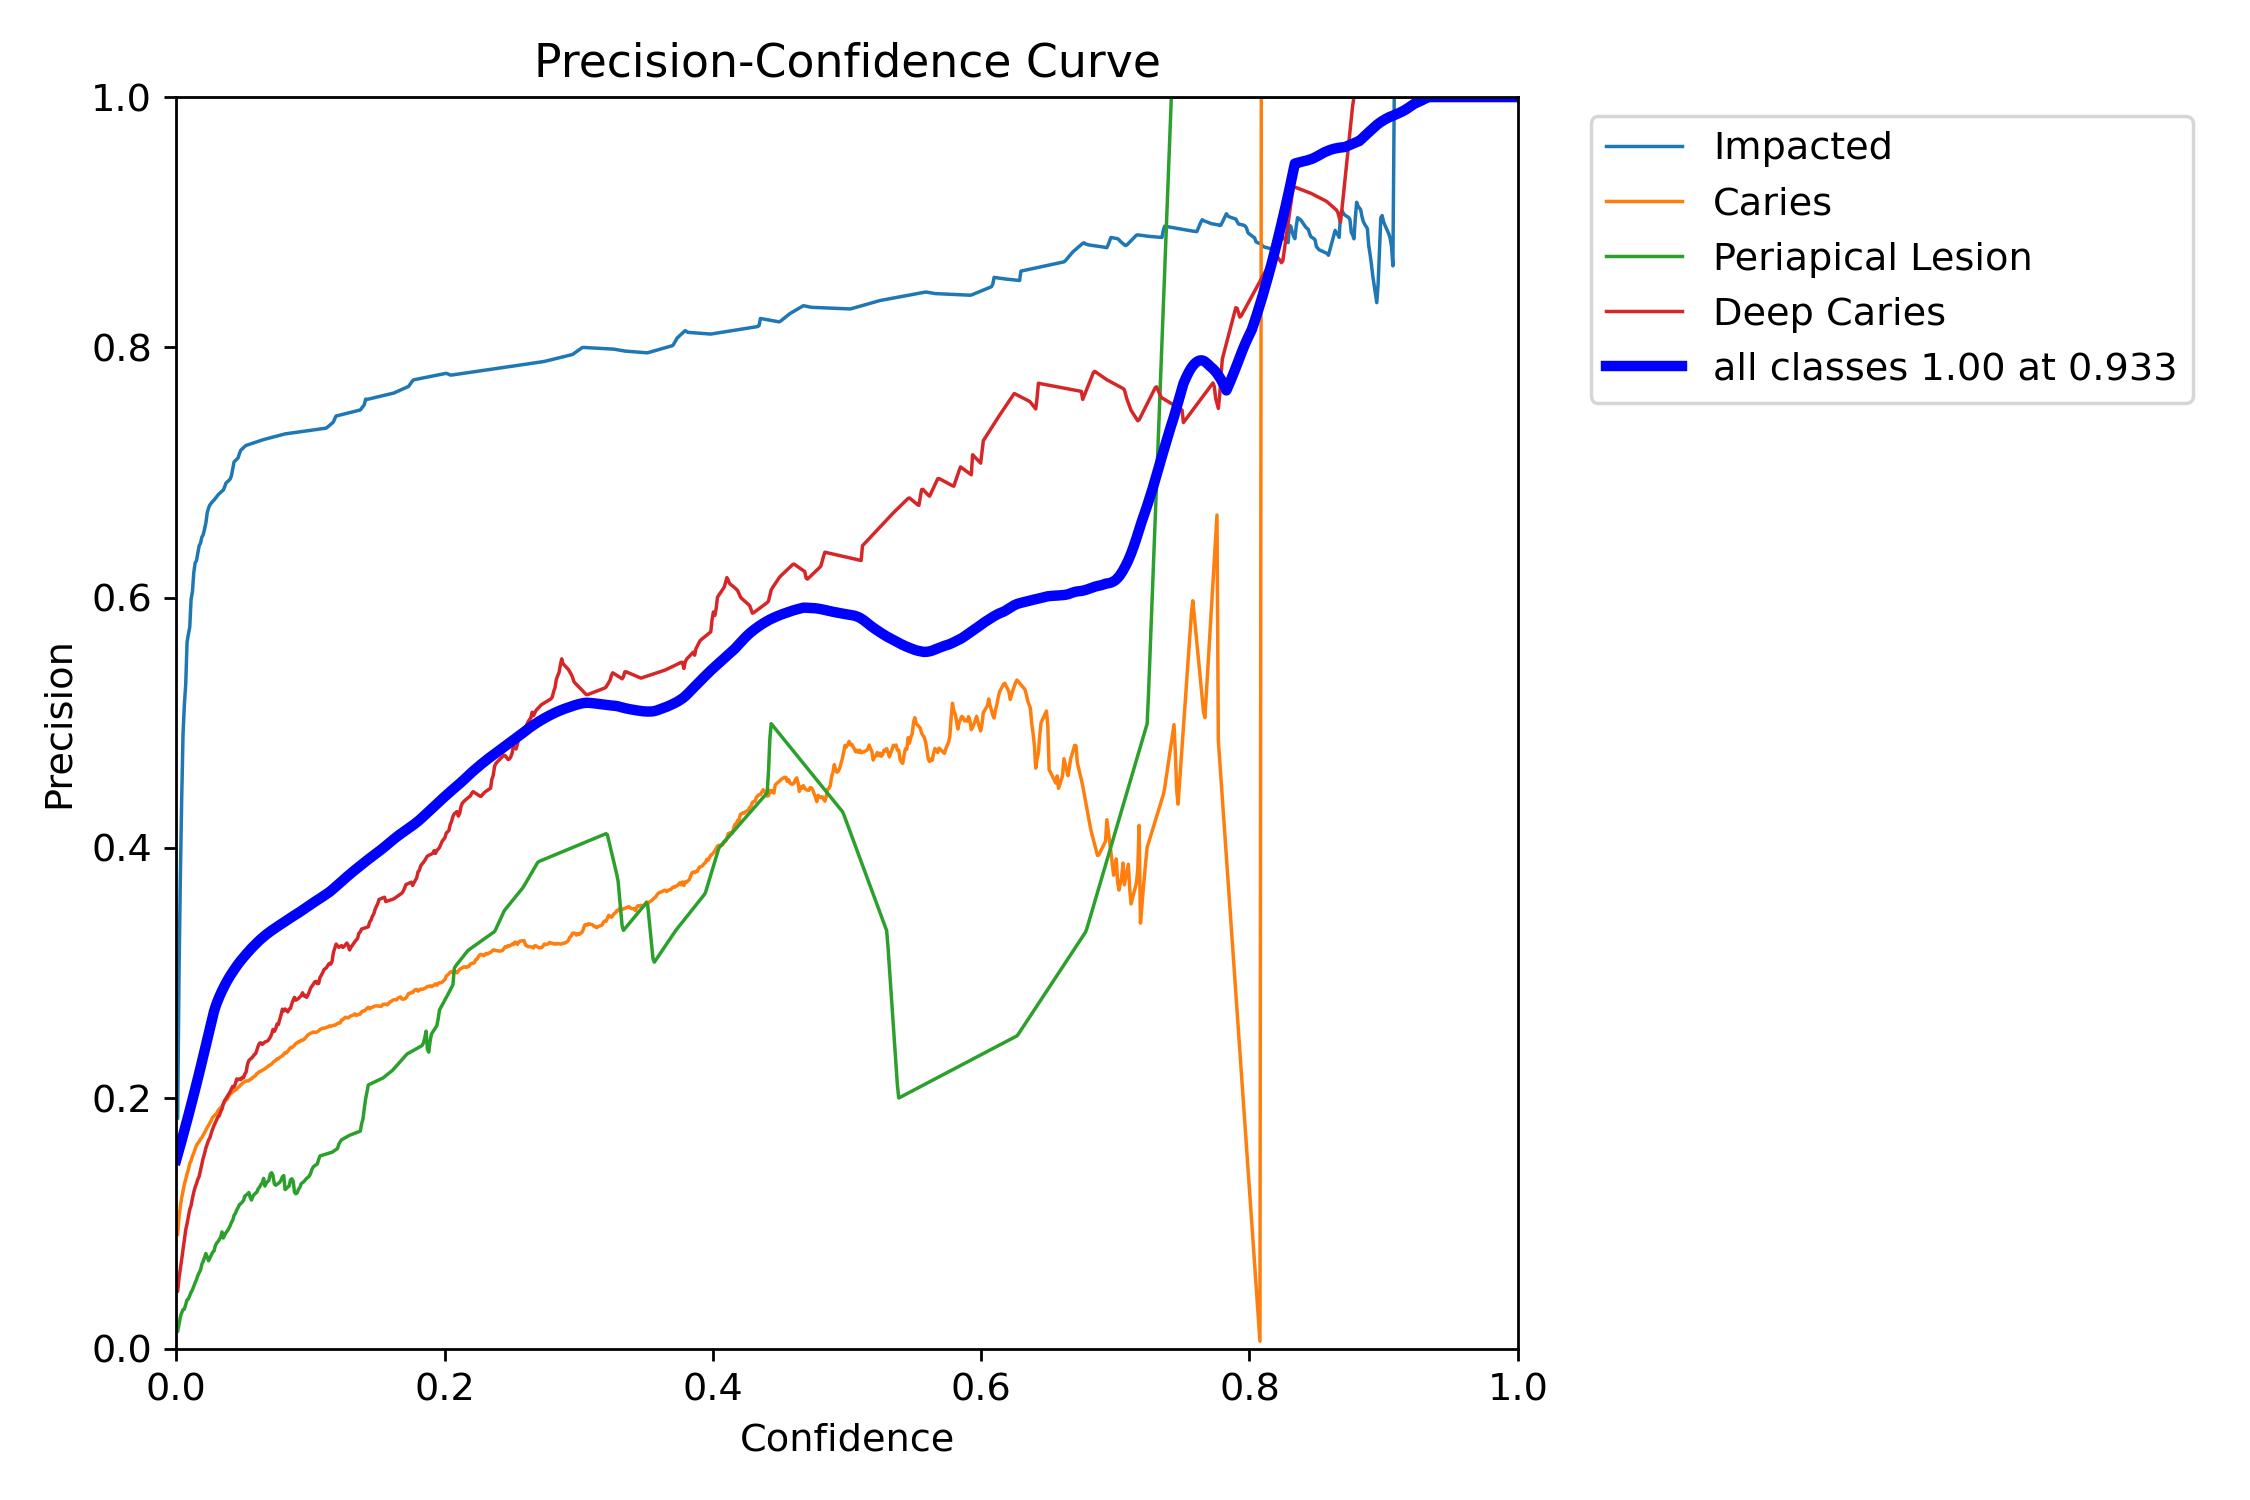 Precision-Confidence Curve
1.0
0.8
0.6
0.4
0.2
0.0
Precision
0.0 0.2 0.4 0.6 0.8 1.0
Confidence
Impacted
Caries
Periapical Lesion
Deep Caries
all classes 1.00 at 0.933